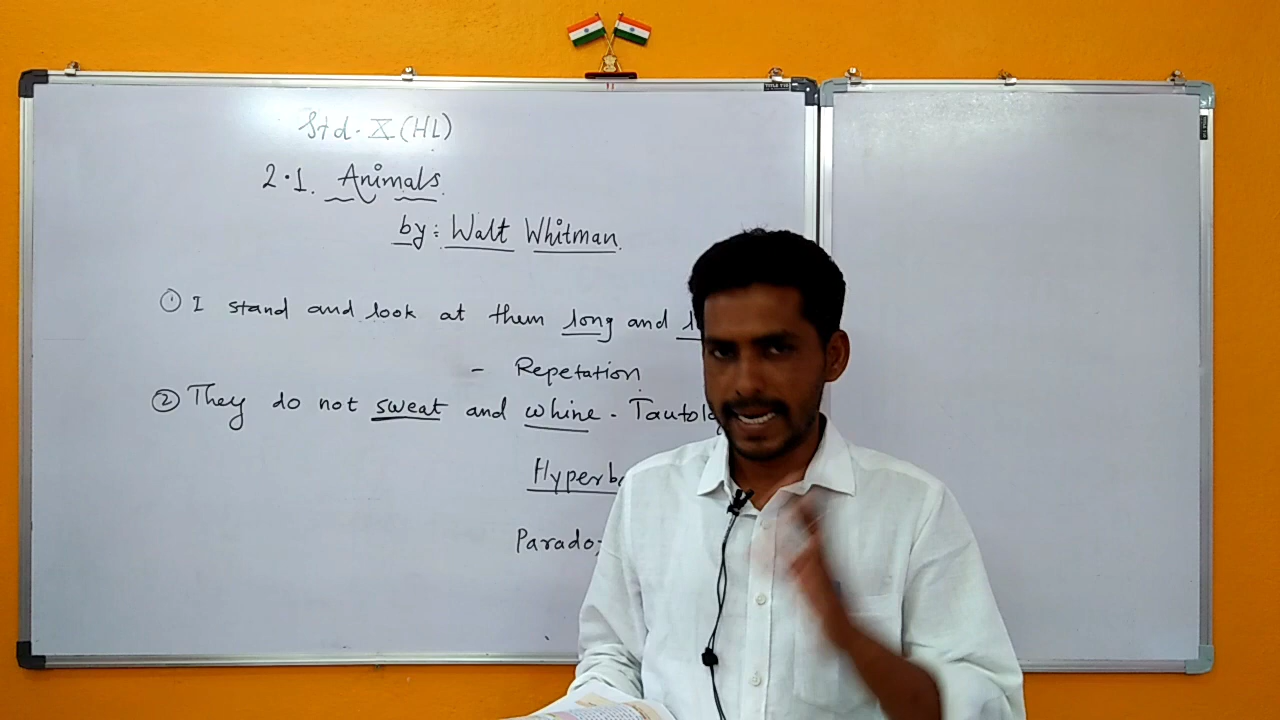 Std. X (HL)
2.1. Animals.
by: Walt Whitman.
① I stand and look at them long and
- Repetation.
② They do not sweat and whine - Tautolo
Hyperb
Parado